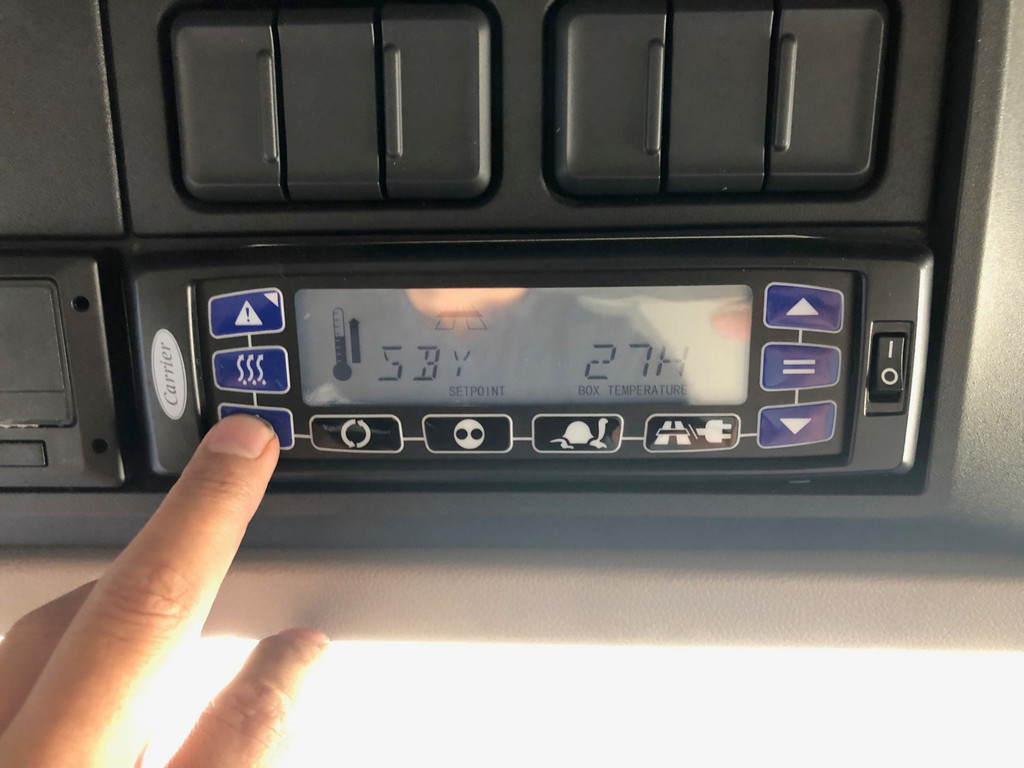 Carrier
SBY
SETPOINT
27H
BOX TEMPERATURE
I
O